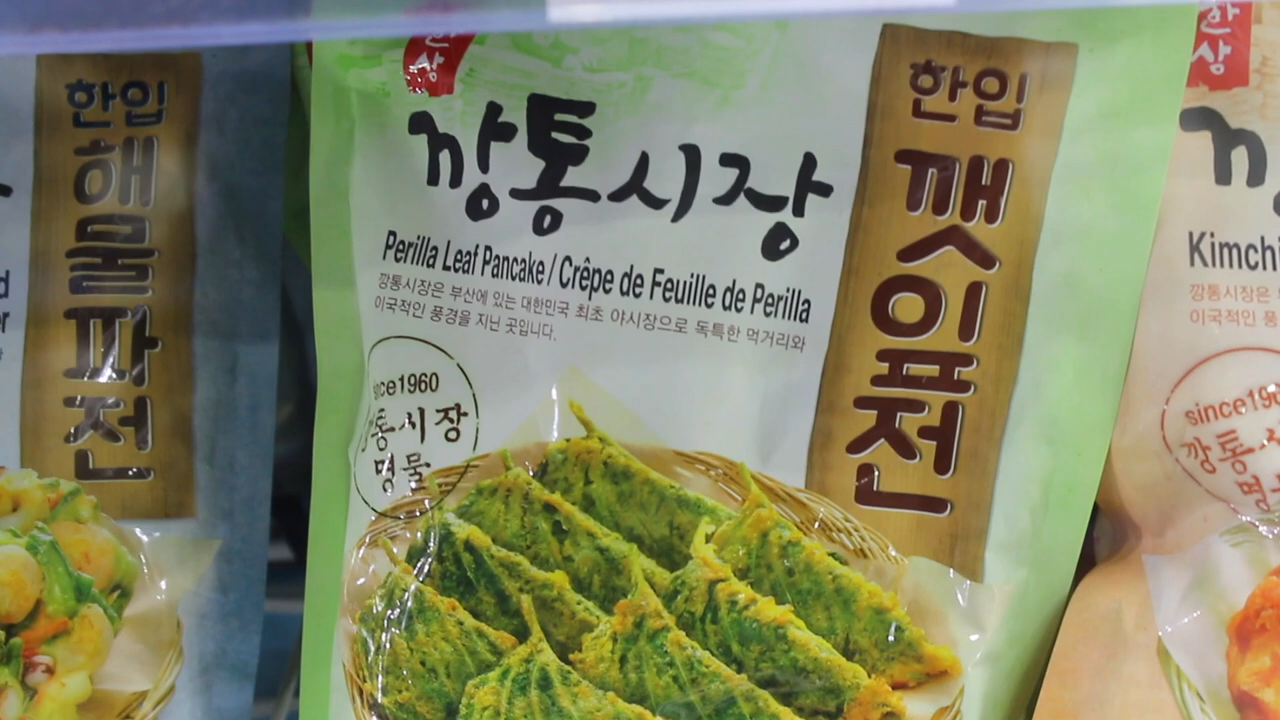 한입
해물파전
한상
깡통시장
Perilla Leaf Pancake / Crêpe de Feuille de Perilla
깡통시장은 부산에 있는 대한민국 최초 야시장으로 독특한 먹거리와
이국적인 풍경을 지닌 곳입니다.
since1960
깡통시장
명물
한입
깻잎전
한상
깡통시장은
이국적인